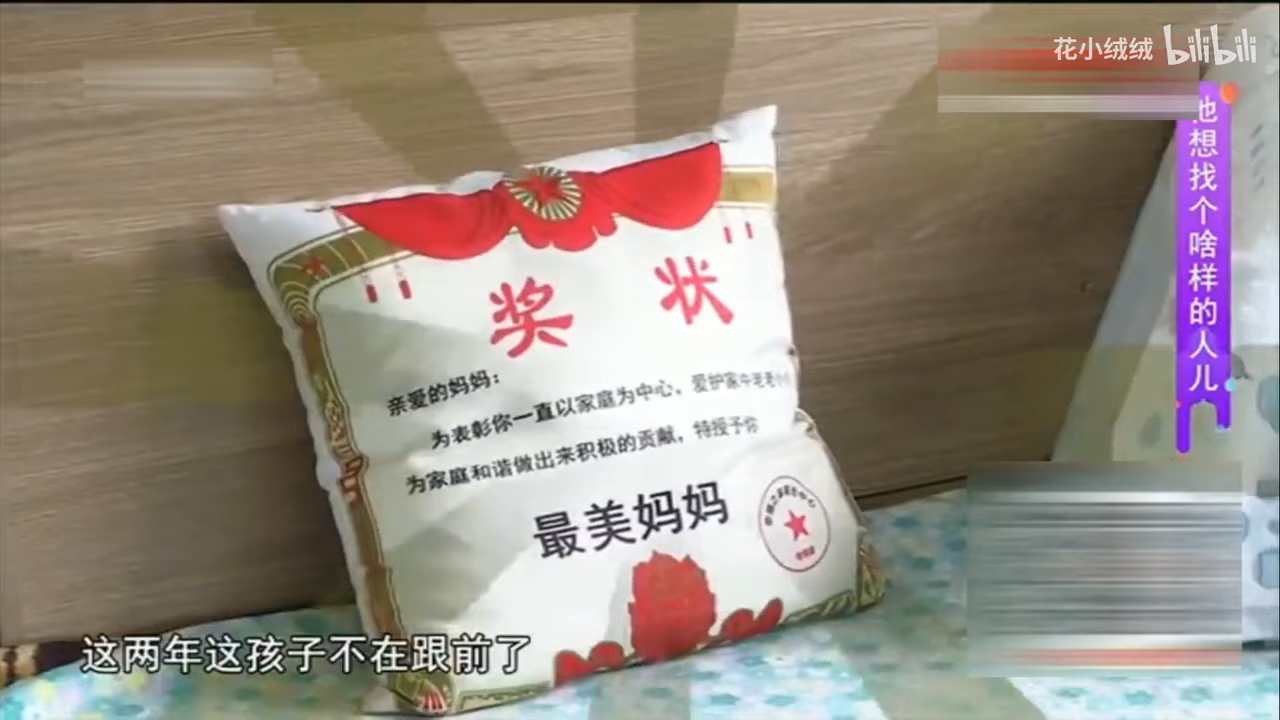 花小绒绒 bilibili
他想找个啥样的人儿
奖状
亲爱的妈妈：
为表彰你一直以家庭为中心，爱护家中老老
为家庭和谐做出来积极的贡献，特授予你
最美妈妈
这两年这孩子不在跟前了